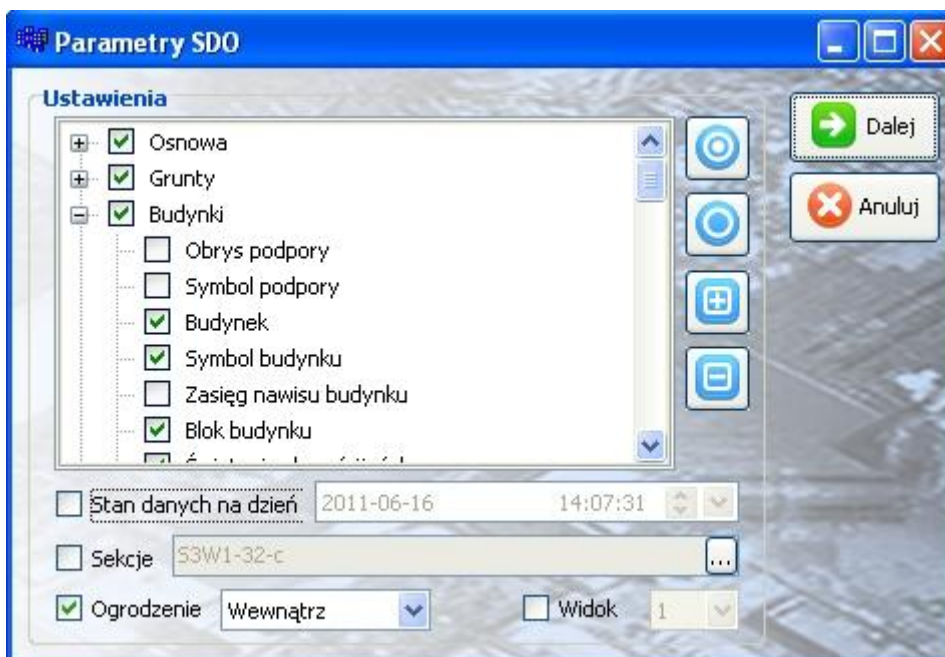 Parametry SDO
Ustawienia
Osnowa
Grunty
Budynki
Obrys podpory
Symbol podpory
Budynek
Symbol budynku
Zasięg nawisu budynku
Blok budynku
Dalej
Anuluj
Stan danych na dzień 2011-06-16 14:07:31
Sekcje S3W1-32-c ...
Ogrodzenie Wewnątrz Widok 1